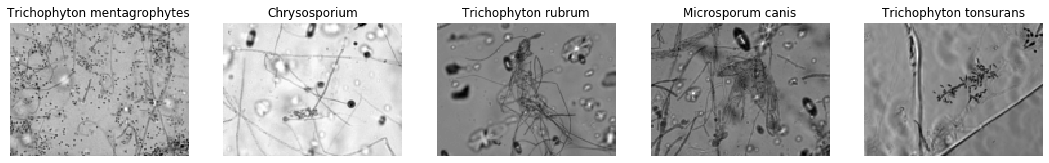 Trichophyton mentagrophytes
Chrysosporium
Trichophyton rubrum
Microsporum canis
Trichophyton tonsurans